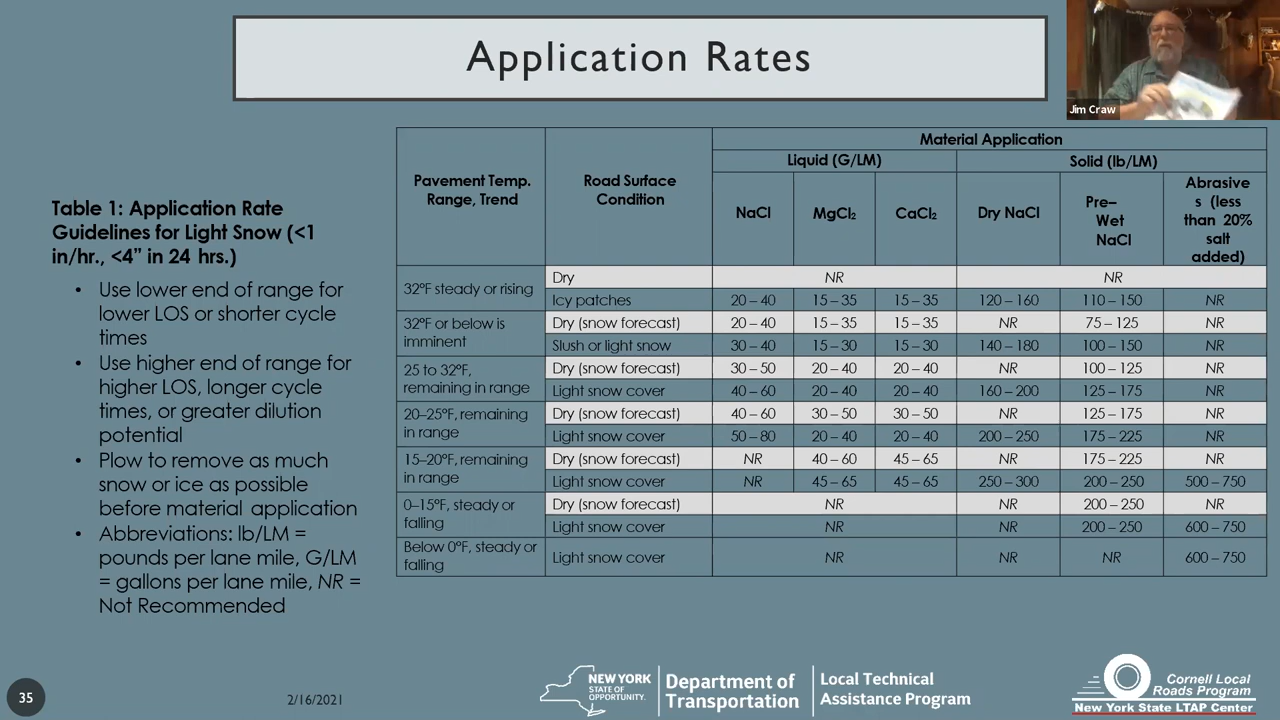 Application Rates
Jim Craw
Table 1: Application Rate
Guidelines for Light Snow (<1
in/hr., <4” in 24 hrs.)
• Use lower end of range for
lower LOS or shorter cycle
times
• Use higher end of range for
higher LOS, longer cycle
times, or greater dilution
potential
• Plow to remove as much
snow or ice as possible
before material application
• Abbreviations: lb/LM =
pounds per lane mile, G/LM
= gallons per lane mile, NR =
Not Recommended
Material Application
Liquid (G/LM) Solid (lb/LM)
Pavement Temp.
Range, Trend
Road Surface
Condition
NaCl MgCl₂ CaCl₂ Dry NaCl
Pre–
Wet
NaCl
Abrasive
s (less
than 20%
salt
added)
32°F steady or rising
Dry NR NR
Icy patches 20 – 40 15 – 35 15 – 35 120 – 160 110 – 150 NR
32°F or below is
imminent
Dry (snow forecast) 20 – 40 15 – 35 15 – 35 NR 75 – 125 NR
Slush or light snow 30 – 40 15 – 30 15 – 30 140 – 180 100 – 150 NR
25 to 32°F,
remaining in range
Dry (snow forecast) 30 – 50 20 – 40 20 – 40 NR 100 – 125 NR
Light snow cover 40 – 60 20 – 40 20 – 40 160 – 200 125 – 175 NR
20–25°F, remaining
in range
Dry (snow forecast) 40 – 60 30 – 50 30 – 50 NR 125 – 175 NR
Light snow cover 50 – 80 20 – 40 20 – 40 200 – 250 175 – 225 NR
15–20°F, remaining
in range
Dry (snow forecast) NR 40 – 60 45 – 65 NR 175 – 225 NR
Light snow cover NR 45 – 65 45 – 65 250 – 300 200 – 250 500 – 750
0–15°F, steady or
falling
Dry (snow forecast) NR NR 200 – 250 NR
Light snow cover NR NR 200 – 250 600 – 750
Below 0°F, steady or
falling
Light snow cover NR NR NR 600 – 750
35
2/16/2021
NEW YORK
STATE OF
OPPORTUNITY.
Department of
Transportation
Local Technical
Assistance Program
Cornell Local
Roads Program
New York State LTAP Center